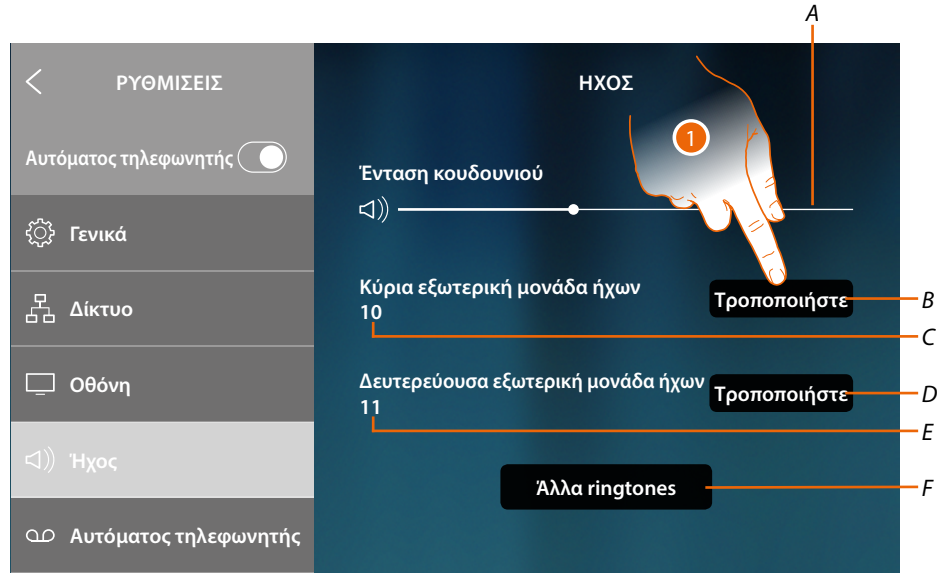 A
ΡΥΘΜΙΣΕΙΣ
ΗΧΟΣ
1
Αυτόματος τηλεφωνητής
Ένταση κουδουνιού
Γενικά
Κύρια εξωτερική μονάδα ήχων
10
Τροποποιήστε
B
C
Δίκτυο
Οθόνη
Δευτερεύουσα εξωτερική μονάδα ήχων
11
Τροποποιήστε
D
E
Ήχος
Άλλα ringtones
F
Αυτόματος τηλεφωνητής